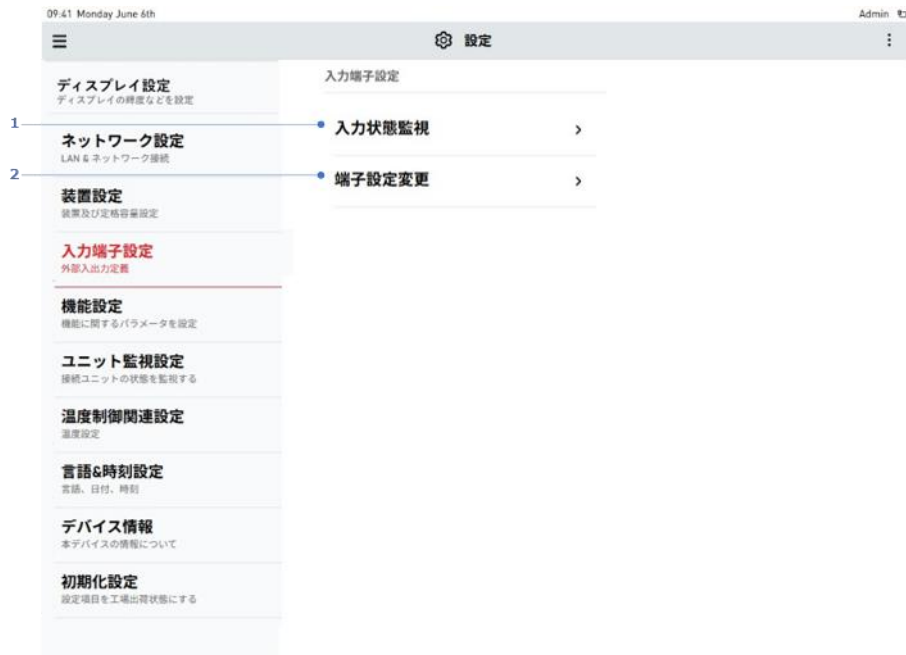 09:41 Monday June 6th
Admin
設定
ディスプレイ設定
ディスプレイの輝度などを設定
ネットワーク設定
LAN & ネットワーク接続
装置設定
装置及び定格容量設定
入力端子設定
外部入出力定義
機能設定
機能に関するパラメータを設定
ユニット監視設定
接続ユニットの状態を監視する
温度制御関連設定
温度設定
言語&時刻設定
言語、日付、時刻
デバイス情報
本デバイスの情報について
初期化設定
設定項目を工場出荷状態にする
入力端子設定
1
入力状態監視
2
端子設定変更